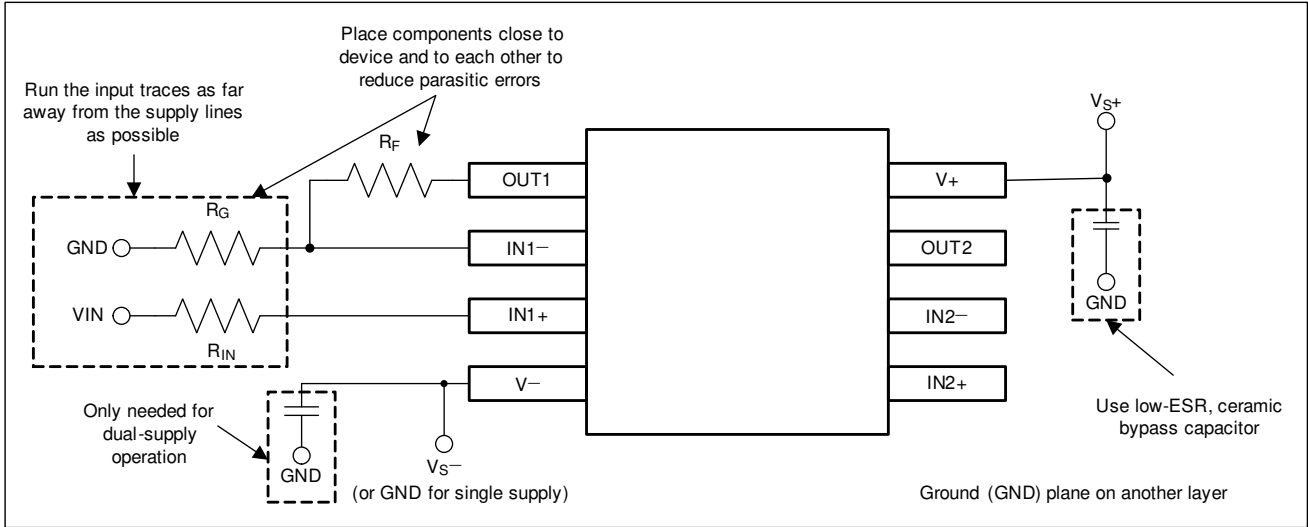 Place components close to
device and to each other to
reduce parasitic errors
Run the input traces as far
away from the supply lines
as possible
VS+
RF
OUT1
V+
RG
GND
IN1−
OUT2
GND
VIN
IN1+
IN2−
RIN
V−
IN2+
Only needed for
dual-supply
operation
GND
VS−
(or GND for single supply)
Use low-ESR, ceramic
bypass capacitor
Ground (GND) plane on another layer